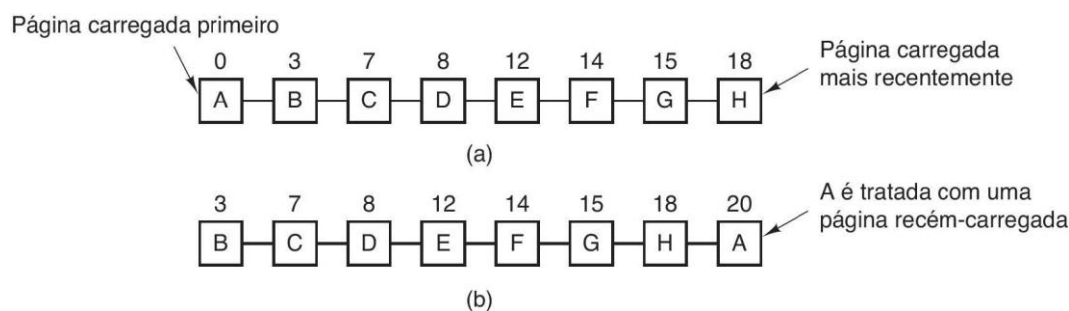 Página carregada primeiro
0 3 7 8 12 14 15 18
A B C D E F G H
Página carregada
mais recentemente
(a)
3 7 8 12 14 15 18 20
B C D E F G H A
A é tratada com uma
página recém-carregada
(b)